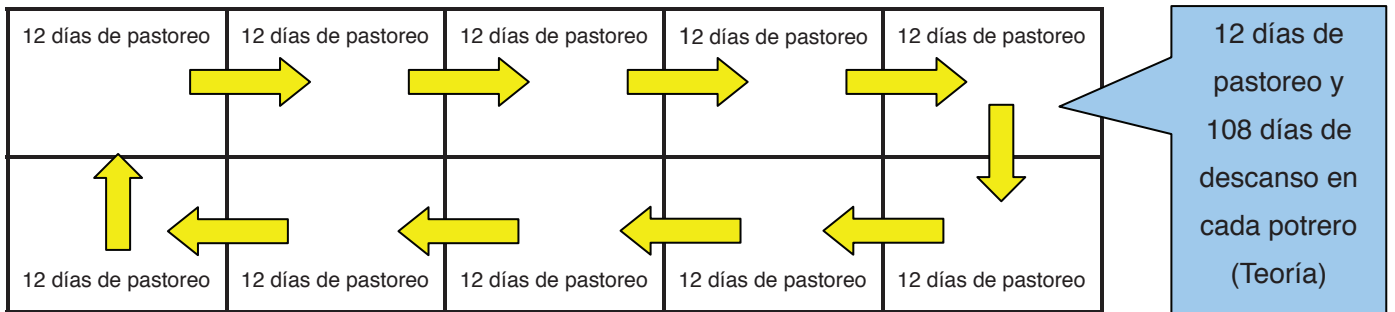 12 días de pastoreo
12 días de pastoreo
12 días de pastoreo
12 días de pastoreo
12 días de pastoreo
12 días de pastoreo
12 días de pastoreo
12 días de pastoreo
12 días de pastoreo
12 días de pastoreo
12 días de
pastoreo y
108 días de
descanso en
cada potrero
(Teoría)